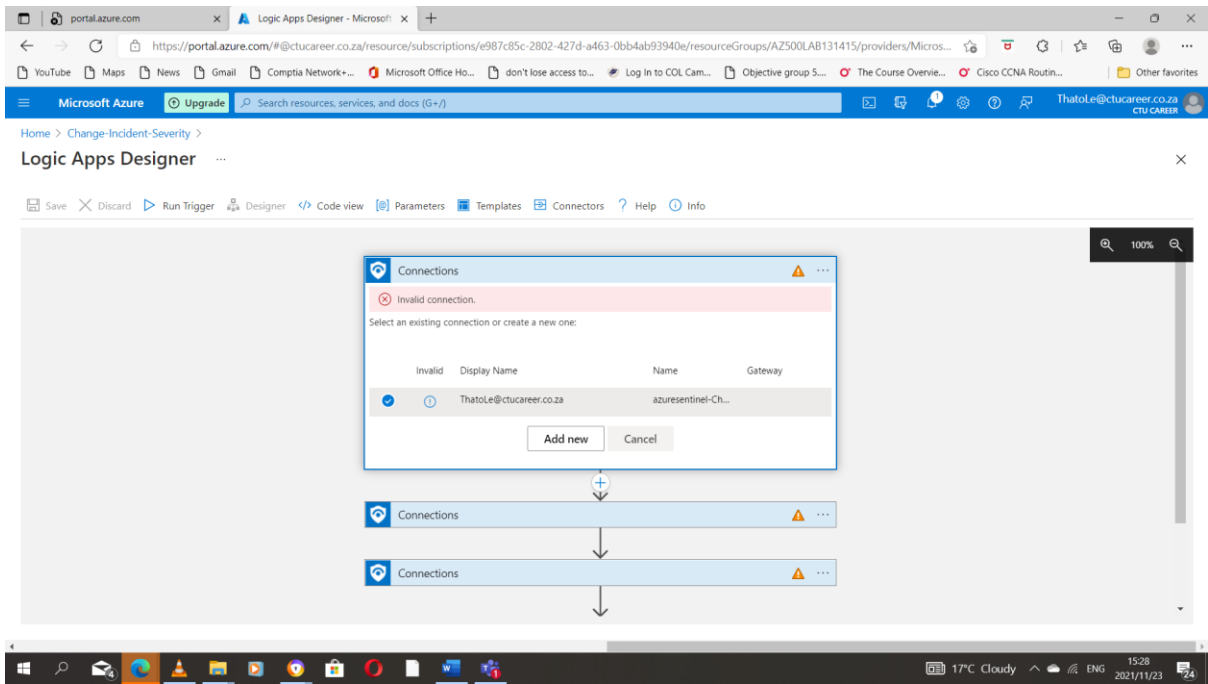 portal.azure.com
Logic Apps Designer - Microsoft
https://portal.azure.com/#@ctucareer.co.za/resource/subscriptions/e987c85c-2802-427d-a463-0bb4ab93940e/resourceGroups/AZ500LAB131415/providers/Micros...
YouTube Maps News Gmail Comptia Network+... Microsoft Office Ho... don't lose access to... Log In to COL Cam... Objective group 5.... The Course Overvie... Cisco CCNA Routin... Other favorites
Microsoft Azure Upgrade Search resources, services, and docs (G+/) 1 ThatoLe@ctucareer.co.za
CTU CAREER
Home > Change-Incident-Severity >
Logic Apps Designer ...
Save Discard Run Trigger Designer Code view Parameters Templates Connectors Help Info
100%
Connections
Invalid connection.
Select an existing connection or create a new one:
Invalid Display Name Name Gateway
ThatoLe@ctucareer.co.za azuresentinel-Ch...
Add new Cancel
Connections
Connections
17°C Cloudy ENG 15:28
2021/11/23 24